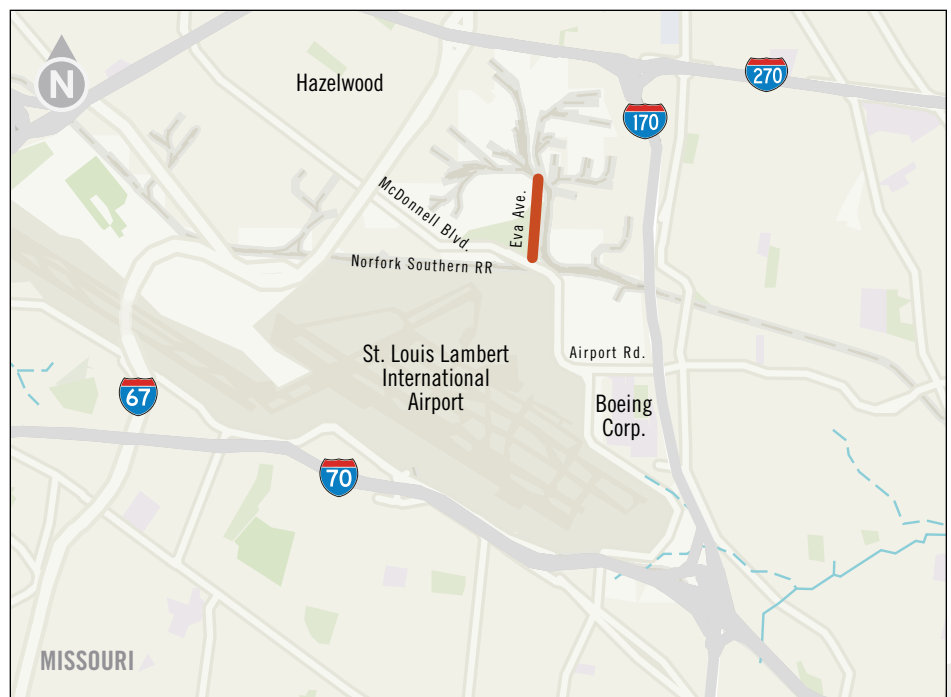 N
Hazelwood
270
170
McDonnell Blvd.
Eva Ave.
Norfork Southern RR
St. Louis Lambert
International
Airport
Airport Rd.
67
Boeing
Corp.
70
MISSOURI